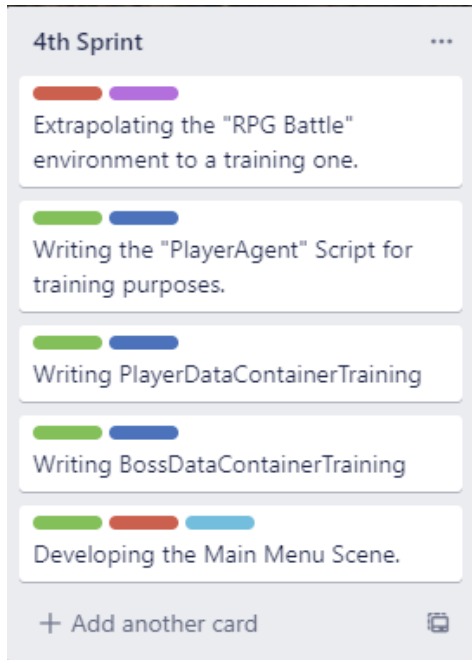 4th Sprint
Extrapolating the "RPG Battle"
environment to a training one.
Writing the "PlayerAgent" Script for
training purposes.
Writing PlayerDataContainerTraining
Writing BossDataContainerTraining
Developing the Main Menu Scene.
+ Add another card